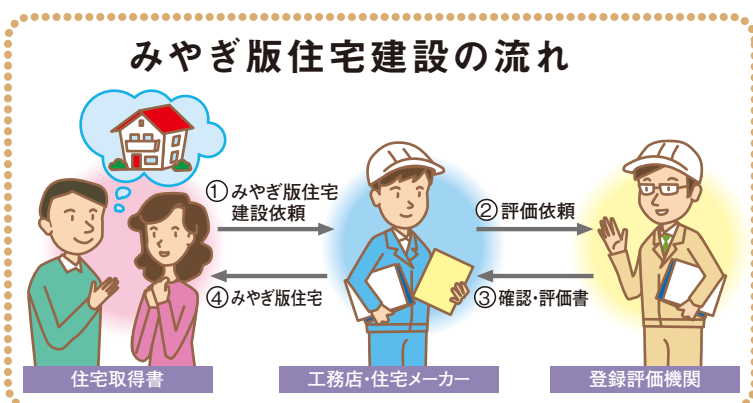 みやぎ版住宅建設の流れ
①みやぎ版住宅
建設依頼
②評価依頼
④みやぎ版住宅
③確認・評価書
住宅取得書
工務店・住宅メーカー
登録評価機関